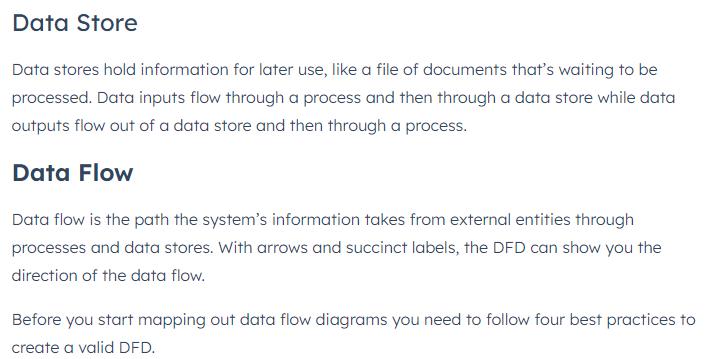 Data Store
Data stores hold information for later use, like a file of documents that's waiting to be
processed. Data inputs flow through a process and then through a data store while data
outputs flow out of a data store and then through a process.
Data Flow
Data flow is the path the system's information takes from external entities through
processes and data stores. With arrows and succinct labels, the DFD can show you the
direction of the data flow.
Before you start mapping out data flow diagrams you need to follow four best practices to
create a valid DFD.